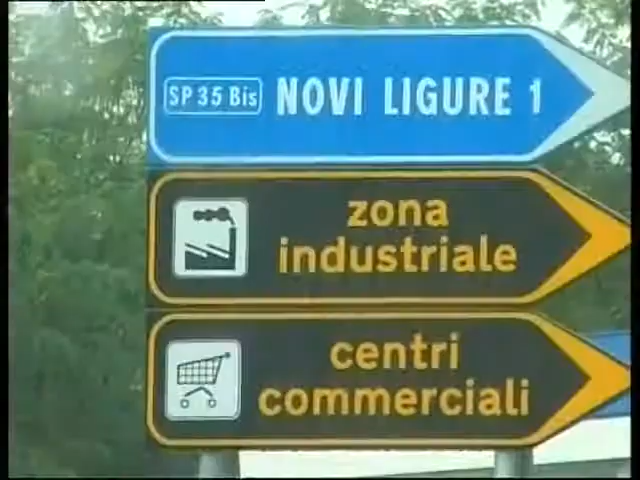 SP 35 Bis NOVI LIGURE 1
zona
industriale
centri
commerciali